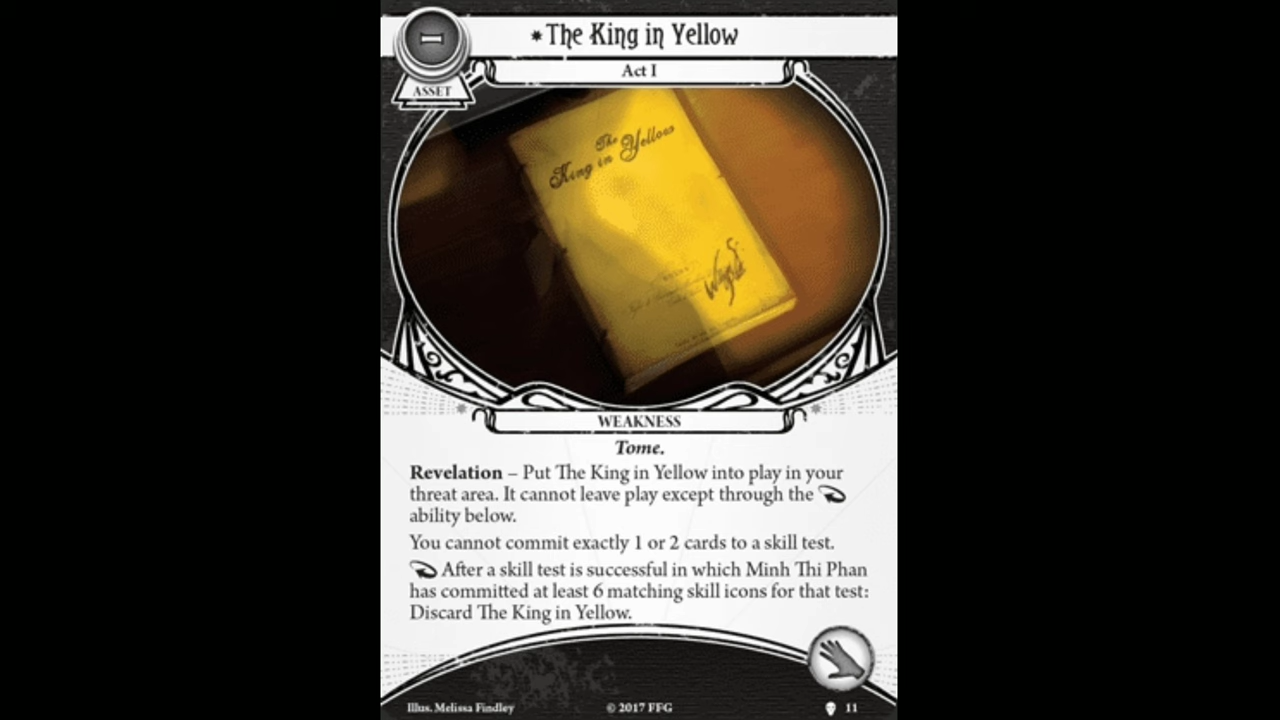 The King in Yellow
Act I
ASSET
The
King in Yellow
WEAKNESS
Tome.
Revelation – Put The King in Yellow into play in your
threat area. It cannot leave play except through the
ability below.
You cannot commit exactly 1 or 2 cards to a skill test.
After a skill test is successful in which Minh Thi Phan
has committed at least 6 matching skill icons for that test:
Discard The King in Yellow.
Illus. Melissa Findley
© 2017 FFG
11